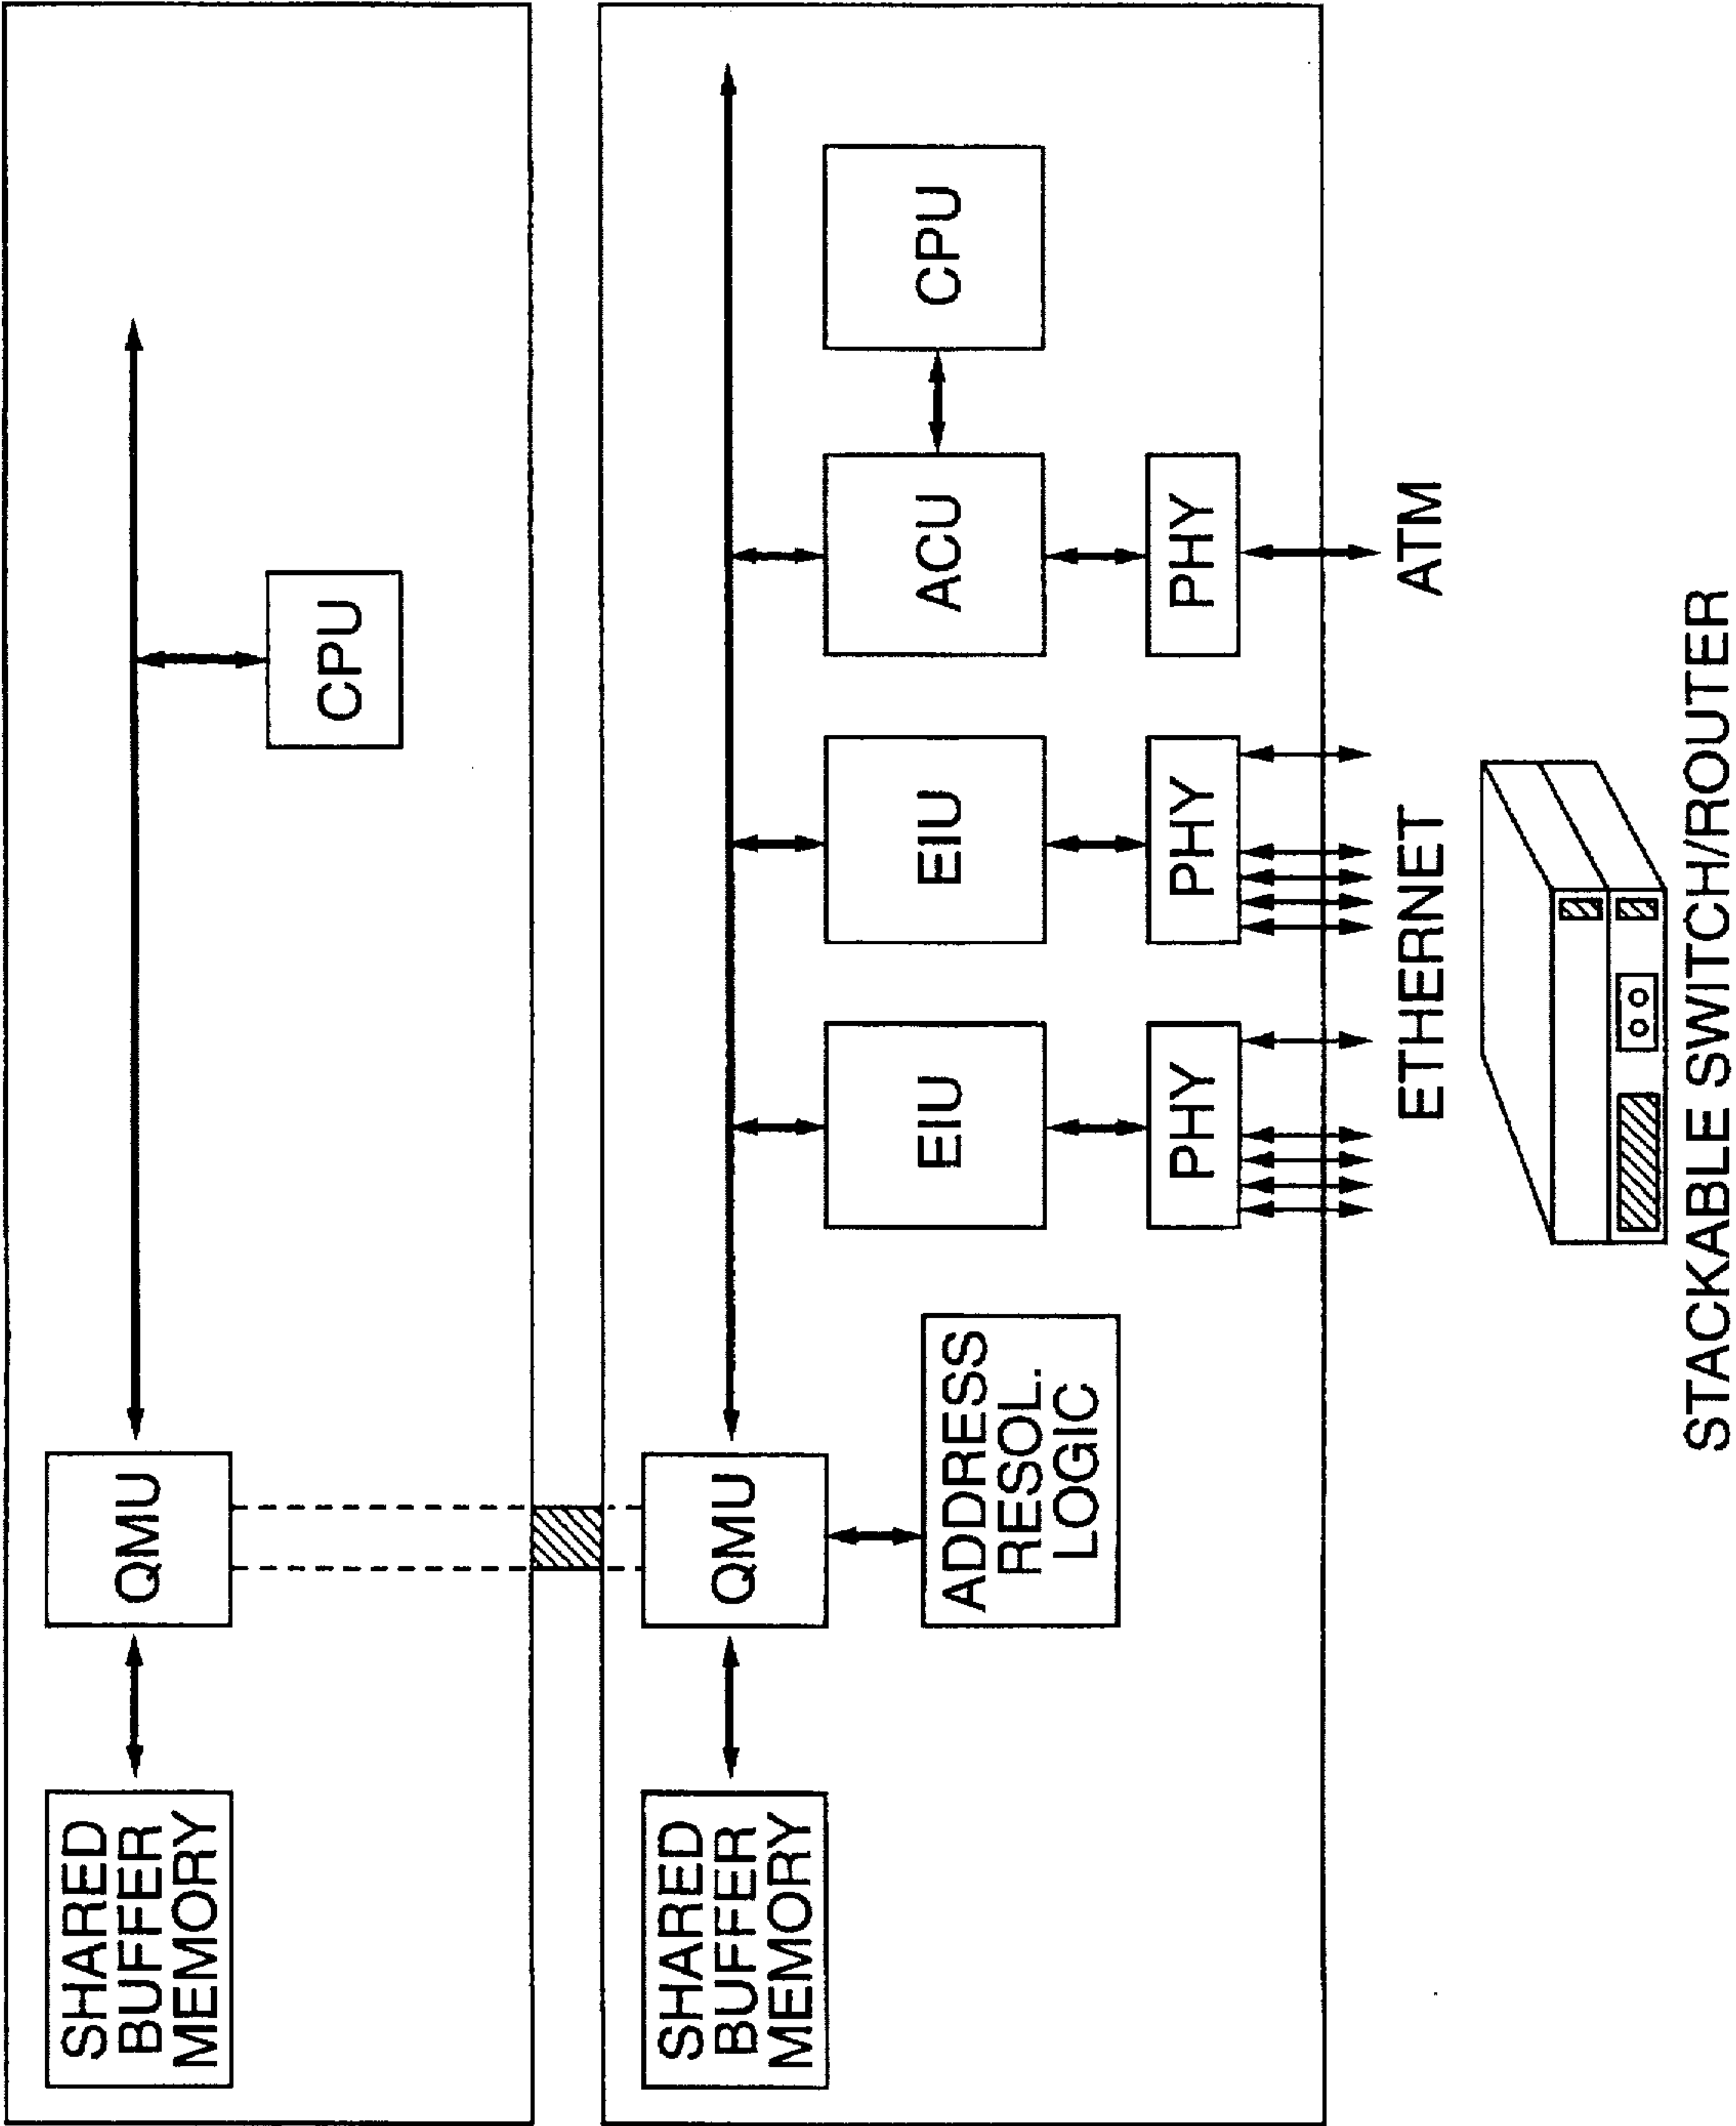 SHARED
BUFFER
MEMORY
QMU
CPU
SHARED
BUFFER
MEMORY
QMU
ADDRESS
RESOL.
LOGIC
EIU
EIU
ACU
CPU
PHY
PHY
PHY
ETHERNET
ATM
STACKABLE SWITCH/ROUTER